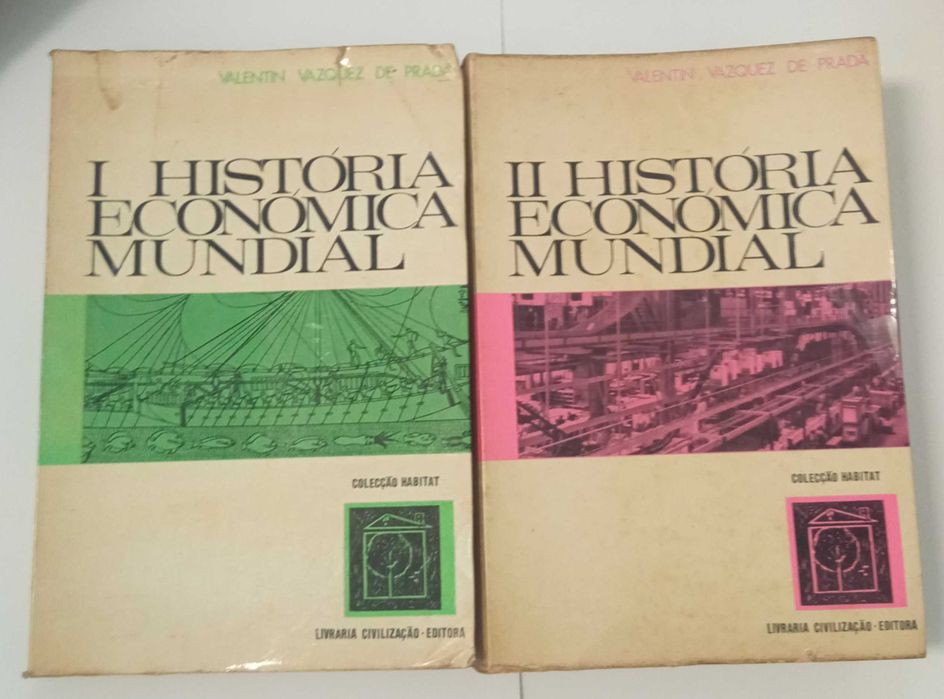 VALENTIN VAZQUEZ DE PRADA
I HISTÓRIA
ECONÓMICA
MUNDIAL
COLECÇÃO HABITAT
LIVRARIA CIVILIZAÇÃO - EDITORA
VALENTIN VAZQUEZ DE PRADA
II HISTÓRIA
ECONÓMICA
MUNDIAL
COLECÇÃO HABITAT
LIVRARIA CIVILIZAÇÃO - EDITORA